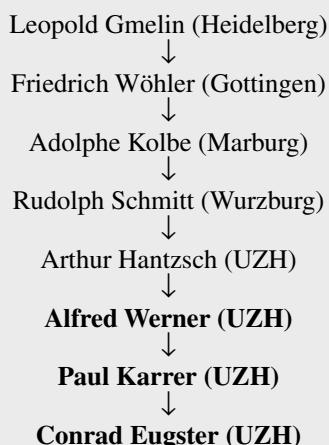 Leopold Gmelin (Heidelberg)
↓
Friedrich Wöhler (Gottingen)
↓
Adolphe Kolbe (Marburg)
↓
Rudolph Schmitt (Wurzburg)
↓
Arthur Hantzsch (UZH)
↓
Alfred Werner (UZH)
↓
Paul Karrer (UZH)
↓
Conrad Eugster (UZH)